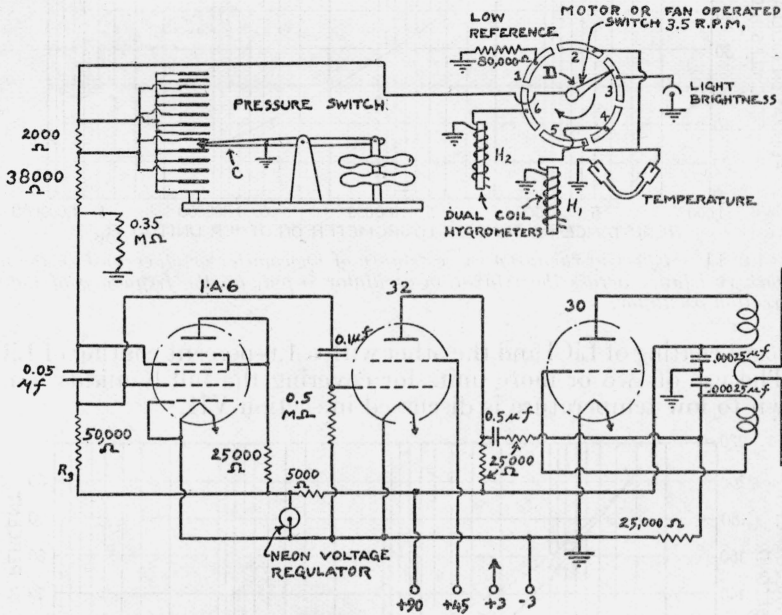 LOW
REFERENCE
MOTOR OR FAN OPERATED
SWITCH 3.5 R.P.M.
80,000Ω
1
2
3
4
5
6
D
LIGHT
BRIGHTNESS
PRESSURE SWITCH
C
H2
H1
DUAL COIL
HYGROMETERS
TEMPERATURE
2000
Ω
38000
Ω
0.35
MΩ
1·A·6
32
30
0.1μf
0.05
μf
0.5
MΩ
.00025μf
.00025μf
0.5μf
50,000
Ω
R3
25000
Ω
5000
Ω
25000
Ω
25,000 Ω
NEON VOLTAGE
REGULATOR
+90
+45
+3
-3